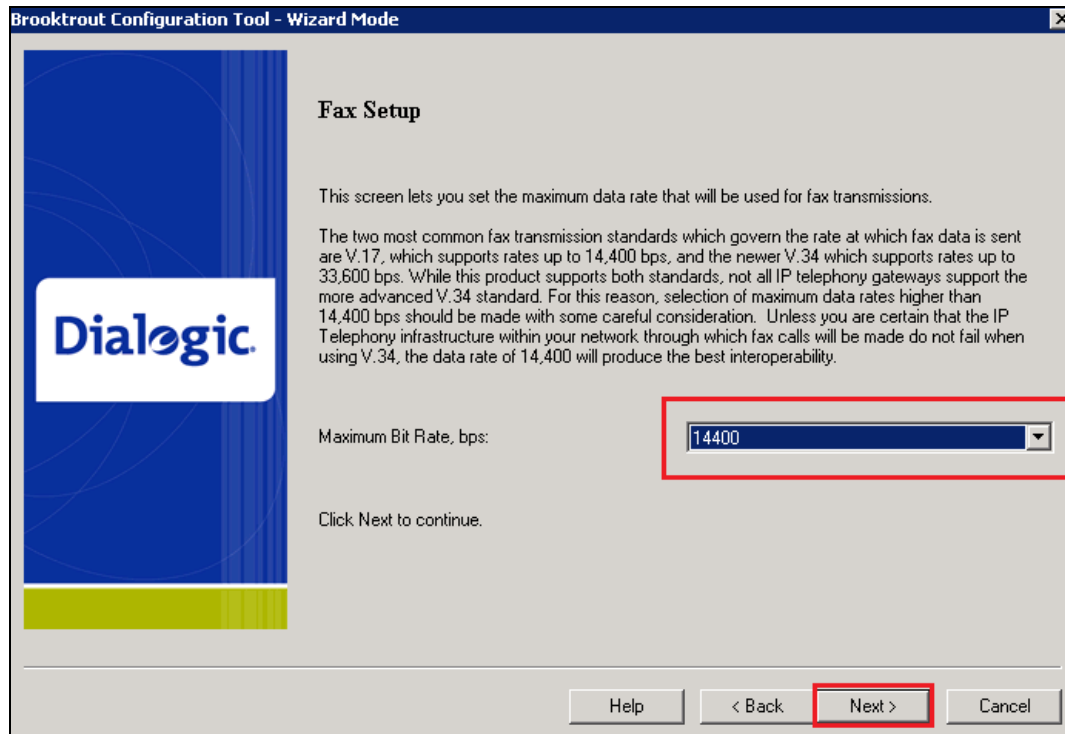 Brooktrout Configuration Tool - Wizard Mode
Fax Setup
This screen lets you set the maximum data rate that will be used for fax transmissions.
The two most common fax transmission standards which govern the rate at which fax data is sent
are V.17, which supports rates up to 14,400 bps, and the newer V.34 which supports rates up to
33,600 bps. While this product supports both standards, not all IP telephony gateways support the
more advanced V.34 standard. For this reason, selection of maximum data rates higher than
14,400 bps should be made with some careful consideration. Unless you are certain that the IP
Telephony infrastructure within your network through which fax calls will be made do not fail when
using V.34, the data rate of 14,400 will produce the best interoperability.
Dialogic.
Maximum Bit Rate, bps:
14400
Click Next to continue.
Help
< Back
Next >
Cancel